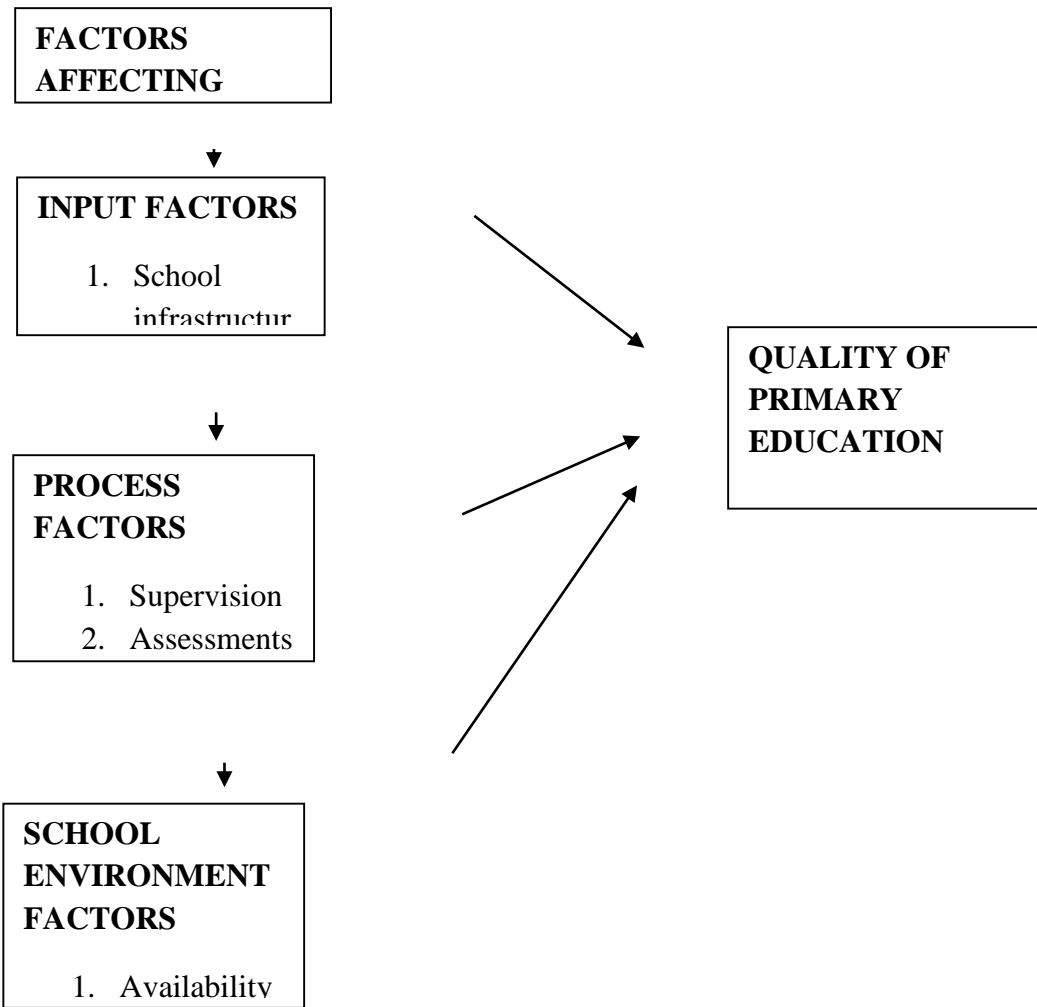 FACTORS
AFFECTING
INPUT FACTORS
1. School
infrastructur
PROCESS
FACTORS
1. Supervision
2. Assessments
SCHOOL
ENVIRONMENT
FACTORS
1. Availability
QUALITY OF
PRIMARY
EDUCATION